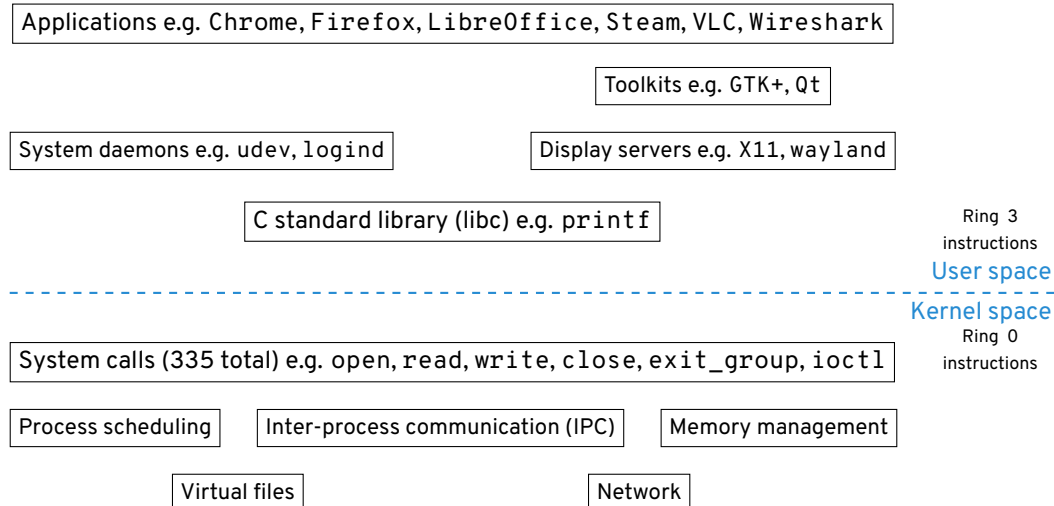 Applications e.g. Chrome, Firefox, LibreOffice, Steam, VLC, Wireshark
Toolkits e.g. GTK+, Qt
System daemons e.g. udev, logind
Display servers e.g. X11, wayland
C standard library (libc) e.g. printf
Ring 3
instructions
User space
Kernel space
Ring 0
instructions
System calls (335 total) e.g. open, read, write, close, exit_group, ioctl
Process scheduling
Inter-process communication (IPC)
Memory management
Virtual files
Network